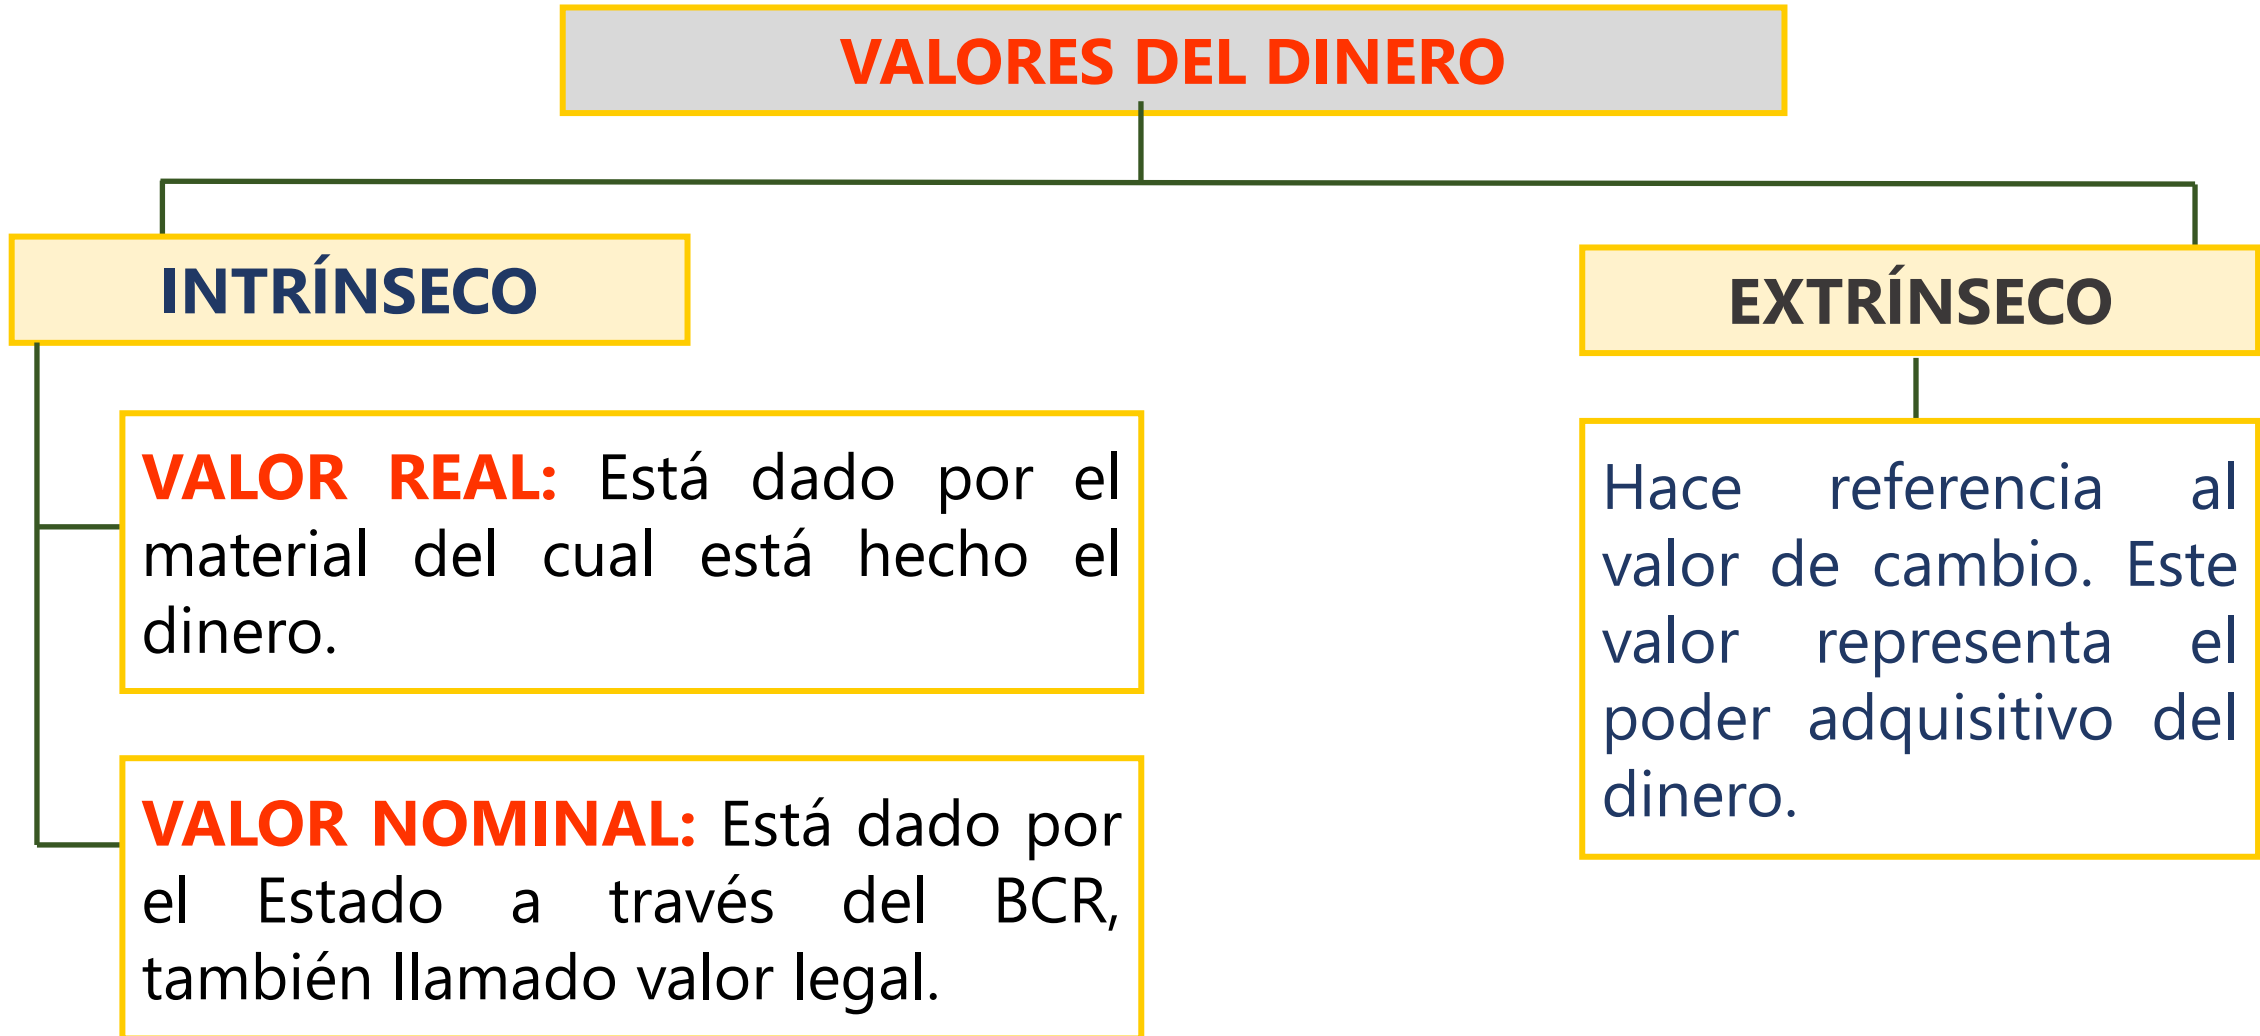 VALORES DEL DINERO
INTRÍNSECO
VALOR REAL: Está dado por el
material del cual está hecho el
dinero.
VALOR NOMINAL: Está dado por
el Estado a través del BCR,
también llamado valor legal.
EXTRÍNSECO
Hace referencia al
valor de cambio. Este
valor representa el
poder adquisitivo del
dinero.